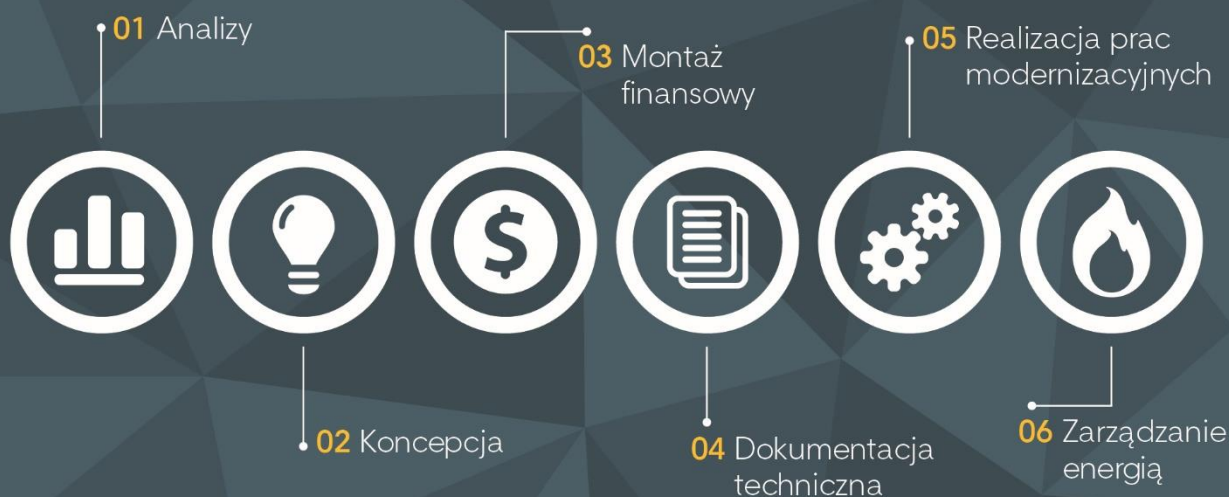 01 Analizy
03 Montaż
finansowy
05 Realizacja prac
modernizacyjnych
$
02 Koncepcja
04 Dokumentacja
techniczna
06 Zarządzanie
energią